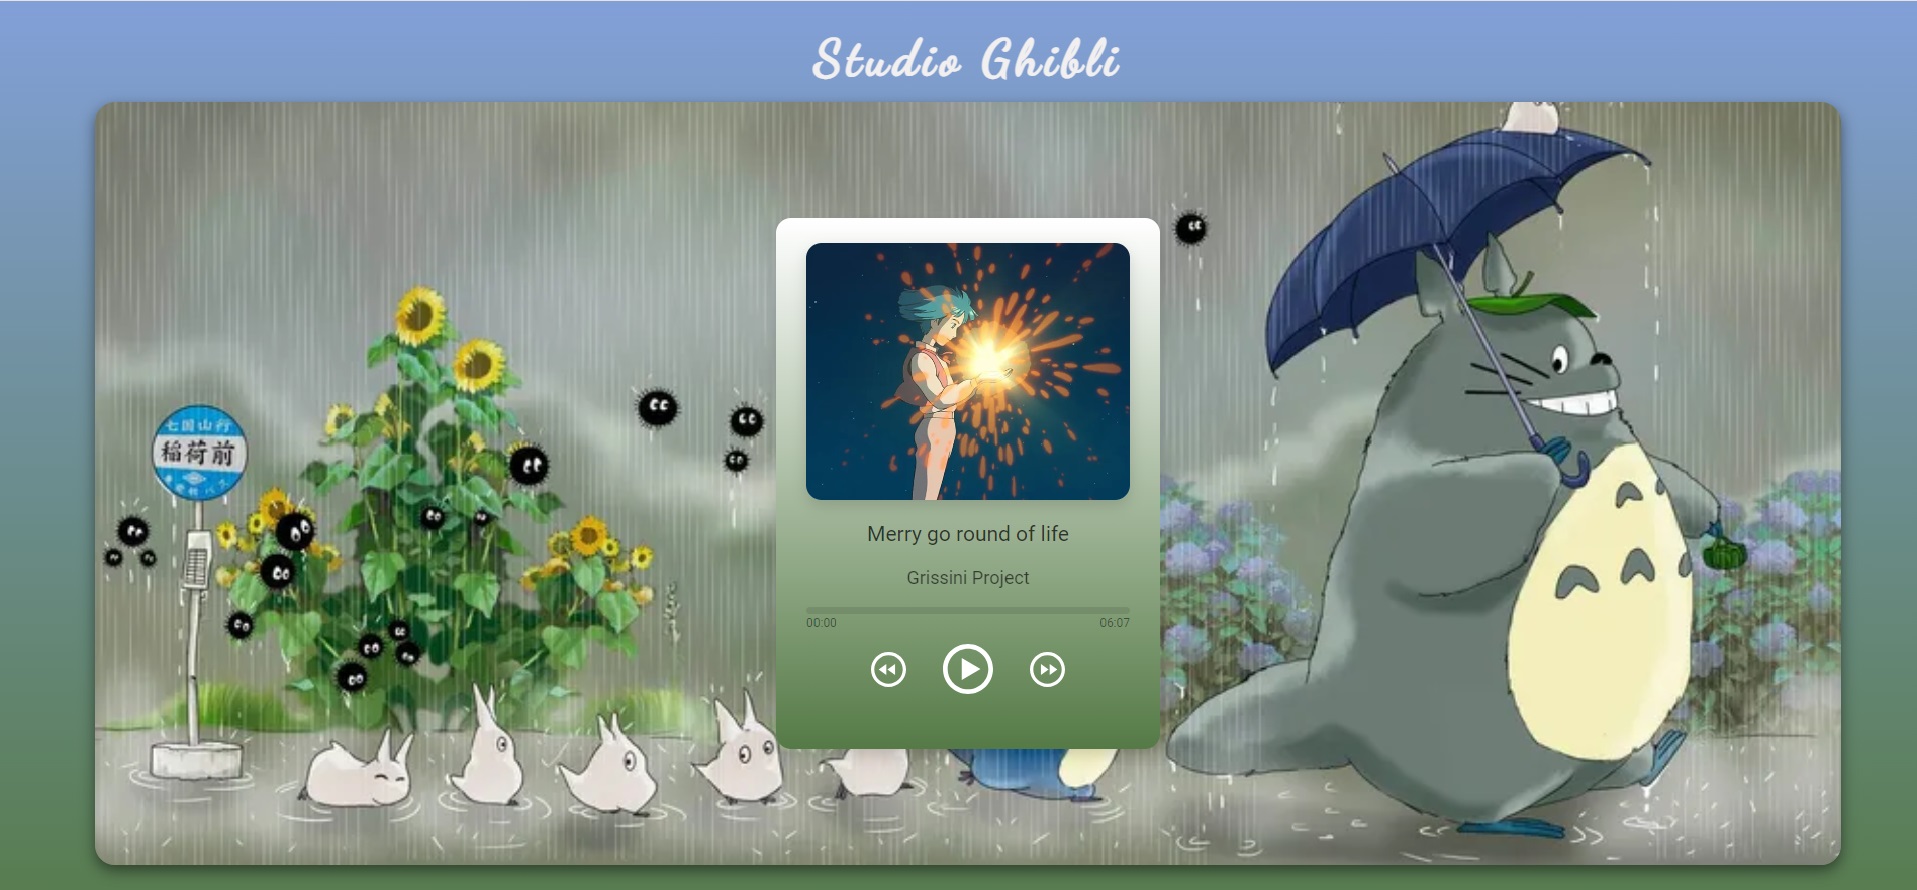 Studio Ghibli
七国山行
稲荷前
Merry go round of life
Grissini Project
00:00
06:07